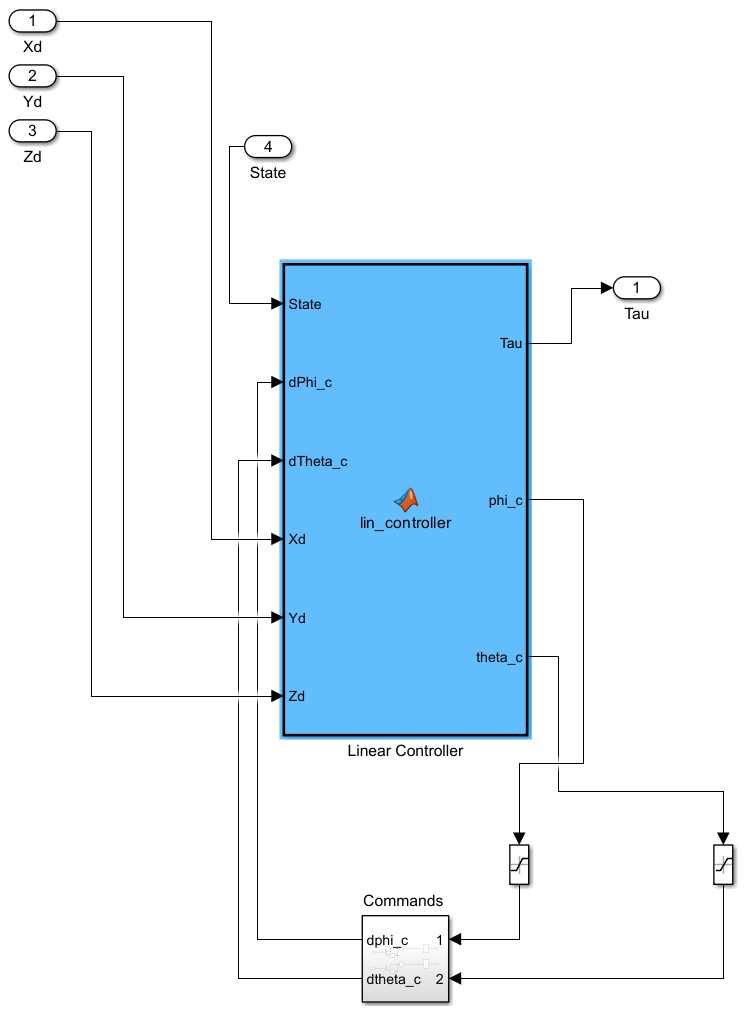 1
Xd
2
Yd
3
Zd
4
State
State
dPhi_c
dTheta_c
Xd
Yd
Zd
lin_controller
Tau
phi_c
theta_c
Linear Controller
1
Tau
Commands
dphi_c 1
dtheta_c 2